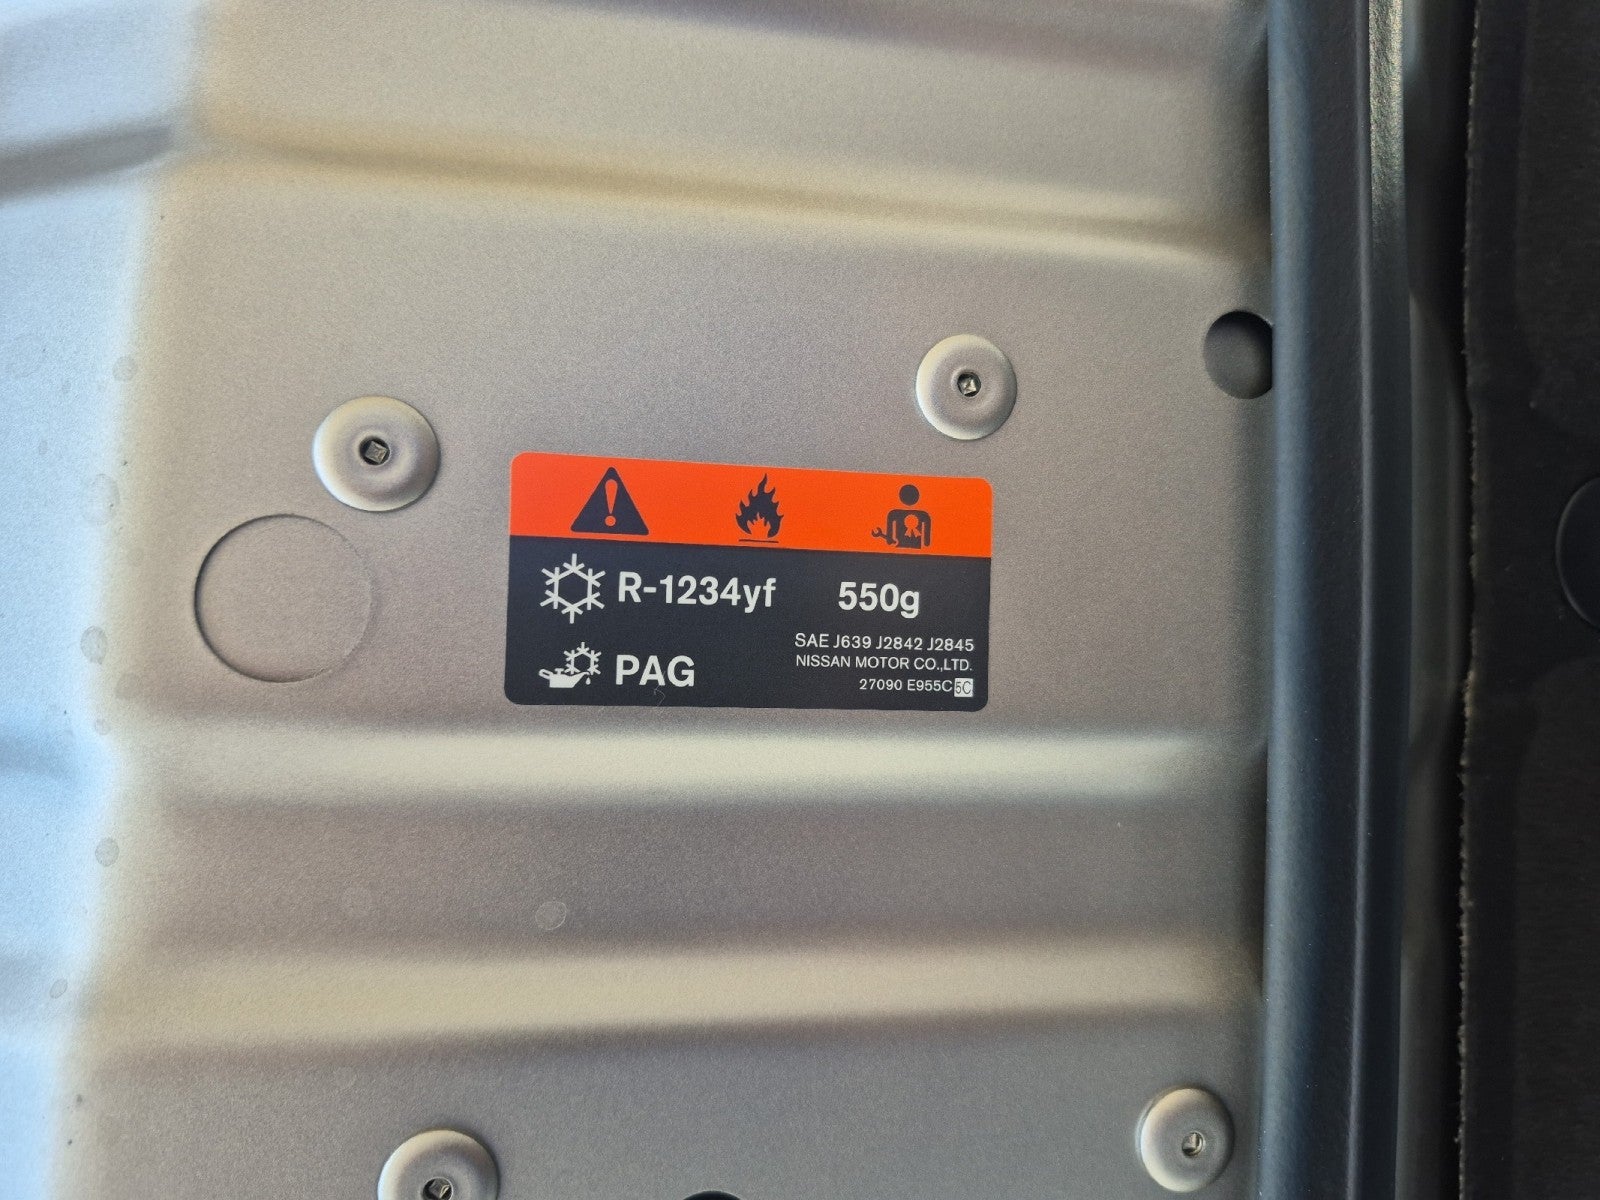 R-1234yf 550g
SAE J639 J2842 J2845
NISSAN MOTOR CO.,LTD.
PAG
27090 E955C 5C